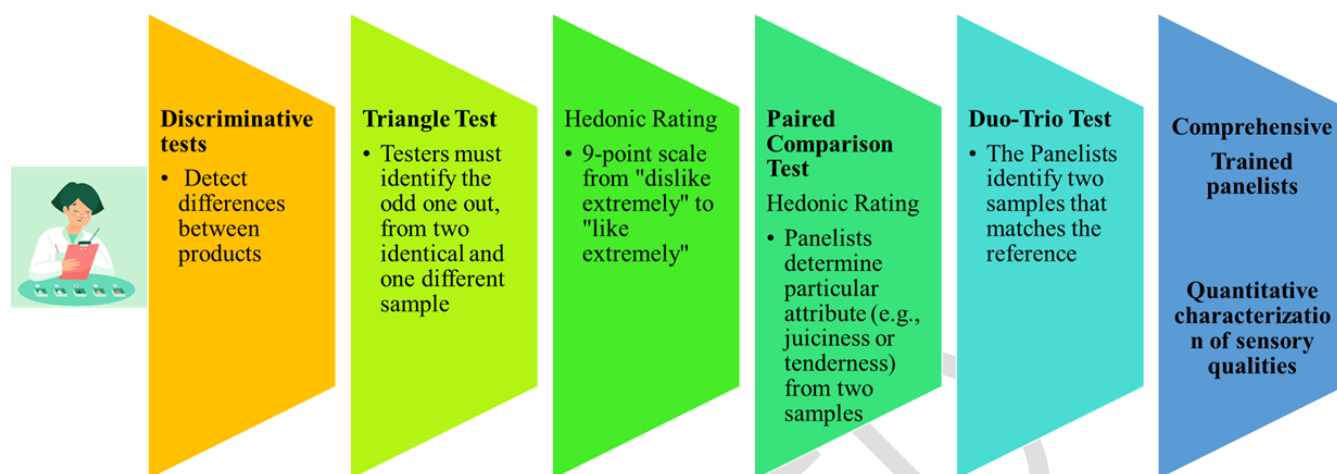 Discriminative
tests
• Detect
differences
between
products
Triangle Test
• Testers must
identify the
odd one out,
from two
identical and
one different
sample
Hedonic Rating
• 9-point scale
from "dislike
extremely" to
"like
extremely"
Paired
Comparison
Test
Hedonic Rating
• Panelists
determine
particular
attribute (e.g.,
juiciness or
tenderness)
from two
samples
Duo-Trio Test
• The Panelists
identify two
samples that
matches the
reference
Comprehensive
Trained
panelists
Quantitative
characterizatio
n of sensory
qualities